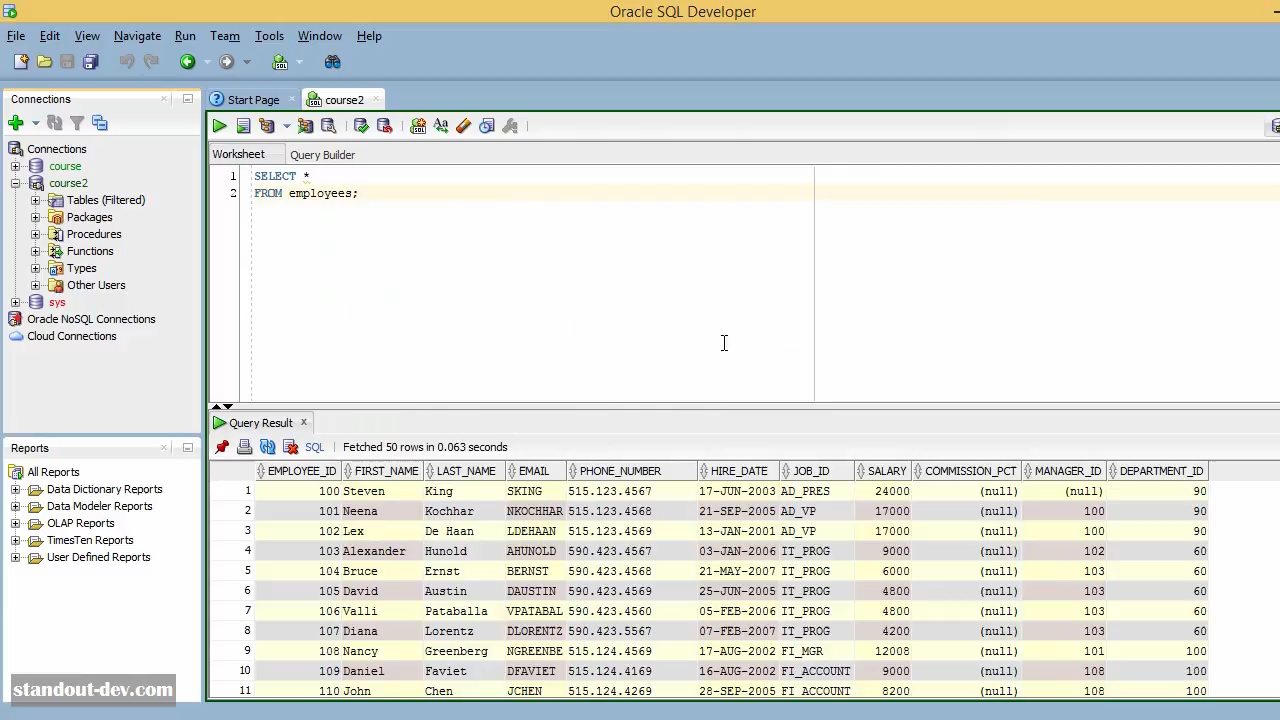 Oracle SQL Developer
File Edit View Navigate Run Team Tools Window Help
Connections
Start Page
course2
Worksheet Query Builder
Connections
course
course2
Tables (Filtered)
Packages
Procedures
Functions
Types
Other Users
sys
Oracle NoSQL Connections
Cloud Connections
1 SELECT *
2 FROM employees;
Reports
All Reports
Data Dictionary Reports
Data Modeler Reports
OLAP Reports
TimesTen Reports
User Defined Reports
Query Result
SQL Fetched 50 rows in 0.063 seconds
EMPLOYEE_ID FIRST_NAME LAST_NAME EMAIL PHONE_NUMBER HIRE_DATE JOB_ID SALARY COMMISSION_PCT MANAGER_ID DEPARTMENT_ID
1 100 Steven King SKING 515.123.4567 17-JUN-2003 AD_PRES 24000 (null) (null) 90
2 101 Neena Kochhar NKOCHHAR 515.123.4568 21-SEP-2005 AD_VP 17000 (null) 100 90
3 102 Lex De Haan LDEHAAN 515.123.4569 13-JAN-2001 AD_VP 17000 (null) 100 90
4 103 Alexander Hunold AHUNOLD 590.423.4567 03-JAN-2006 IT_PROG 9000 (null) 102 60
5 104 Bruce Ernst BERNST 590.423.4568 21-MAY-2007 IT_PROG 6000 (null) 103 60
6 105 David Austin DAUSTIN 590.423.4569 25-JUN-2005 IT_PROG 4800 (null) 103 60
7 106 Valli Pataballa VPATABAL 590.423.4560 05-FEB-2006 IT_PROG 4800 (null) 103 60
8 107 Diana Lorentz DLORENTZ 590.423.5567 07-FEB-2007 IT_PROG 4200 (null) 103 60
9 108 Nancy Greenberg NGREENBE 515.124.4569 17-AUG-2002 FI_MGR 12008 (null) 101 100
10 109 Daniel Faviet DFAVIET 515.124.4169 16-AUG-2002 FI_ACCOUNT 9000 (null) 108 100
11 110 John Chen JCHEN 515.124.4269 28-SEP-2005 FI_ACCOUNT 8200 (null) 108 100
standout-dev.com